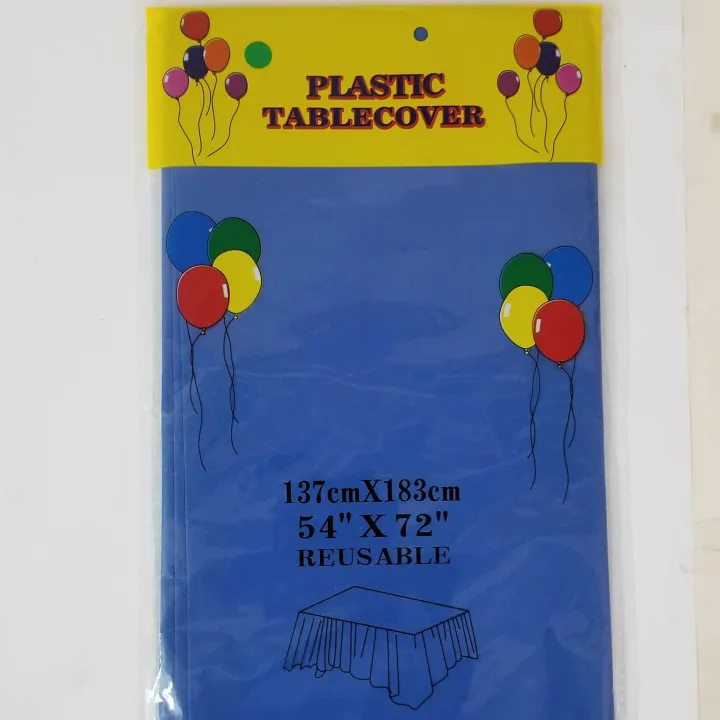 PLASTIC
TABLECOVER
137cmX183cm
54" X 72"
REUSABLE